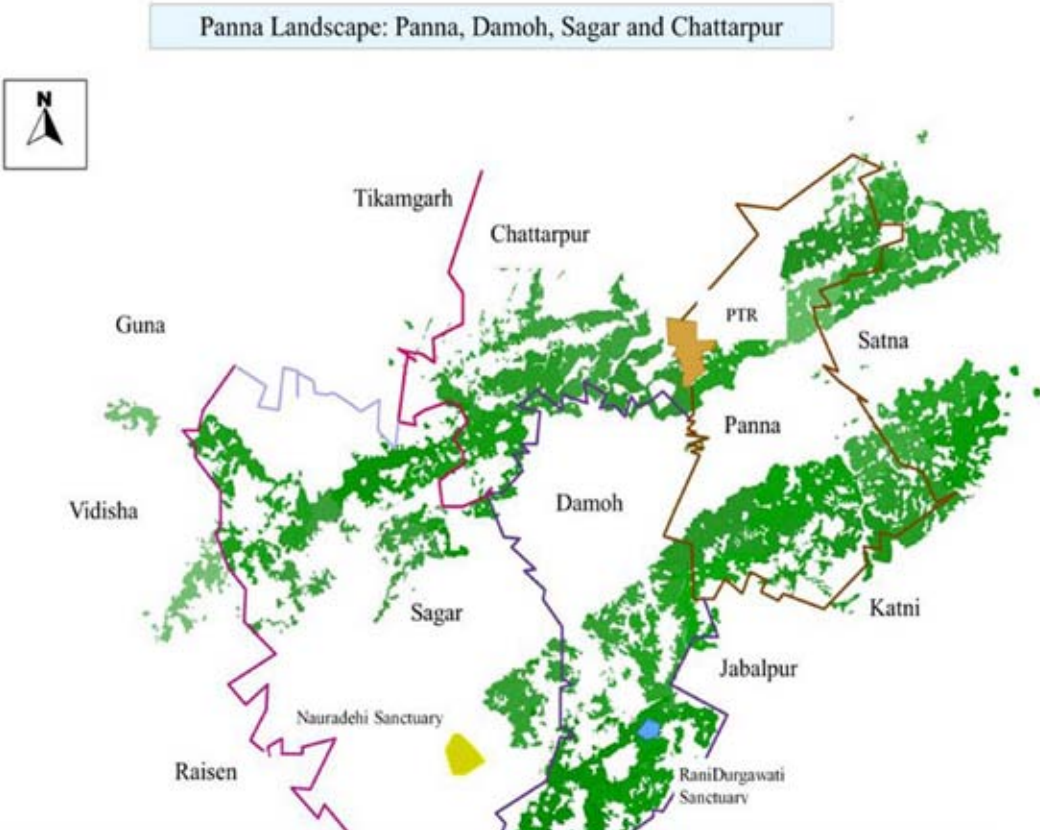 Panna Landscape: Panna, Damoh, Sagar and Chattarpur
N
Tikamgarh
Chattarpur
Guna
PTR
Satna
Panna
Vidisha
Damoh
Sagar
Katni
Jabalpur
Nauradehi Sanctuary
Raisen
RaniDurgawati
Sanctuary